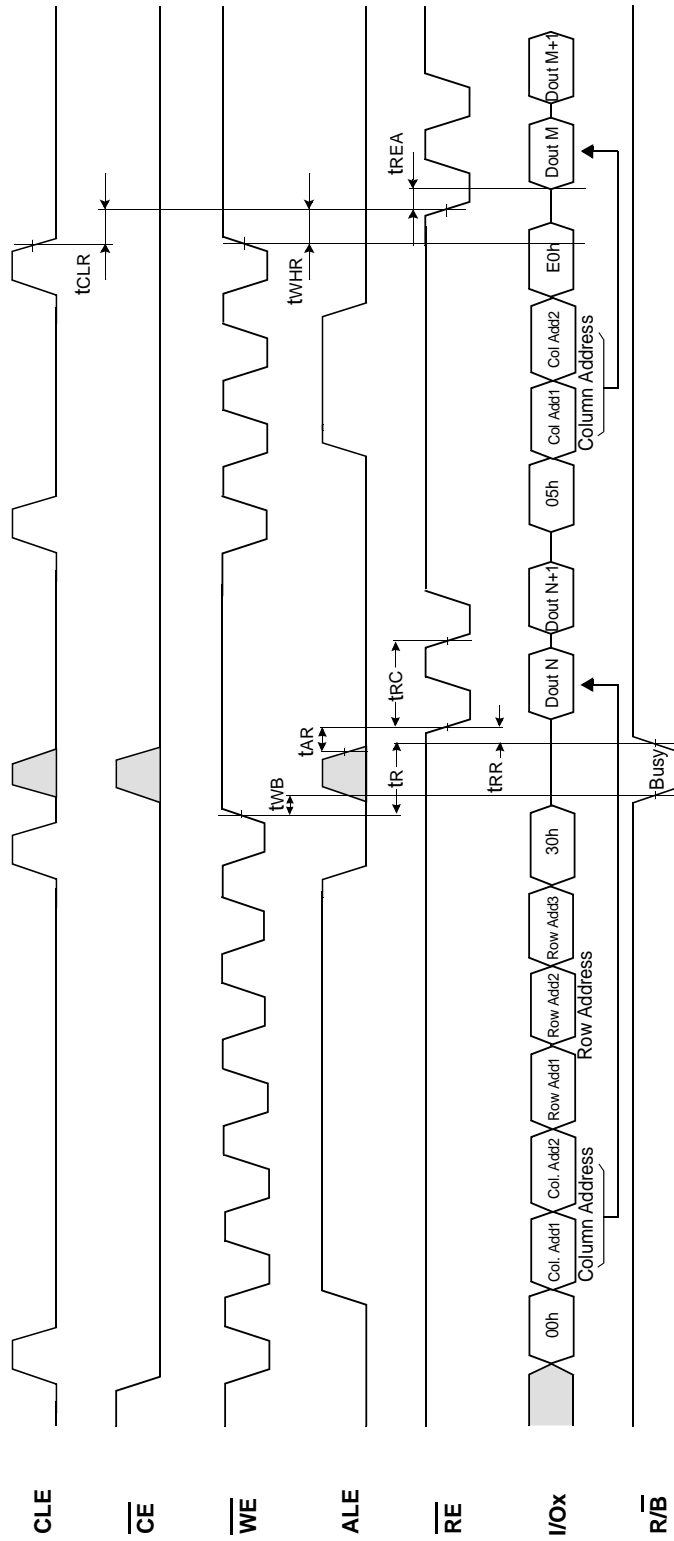 CLE
tCLR
CE
WE
tWB
tWHR
ALE
tAR
RE
tR
tRC
tREA
tRR
I/Ox
00h
Col. Add1
Col. Add2
Row Add1
Row Add2
Row Add3
30h
Dout N
Dout N+1
05h
Col Add1
Col Add2
E0h
Dout M
Dout M+1
Column Address
Row Address
Column Address
R/B
Busy